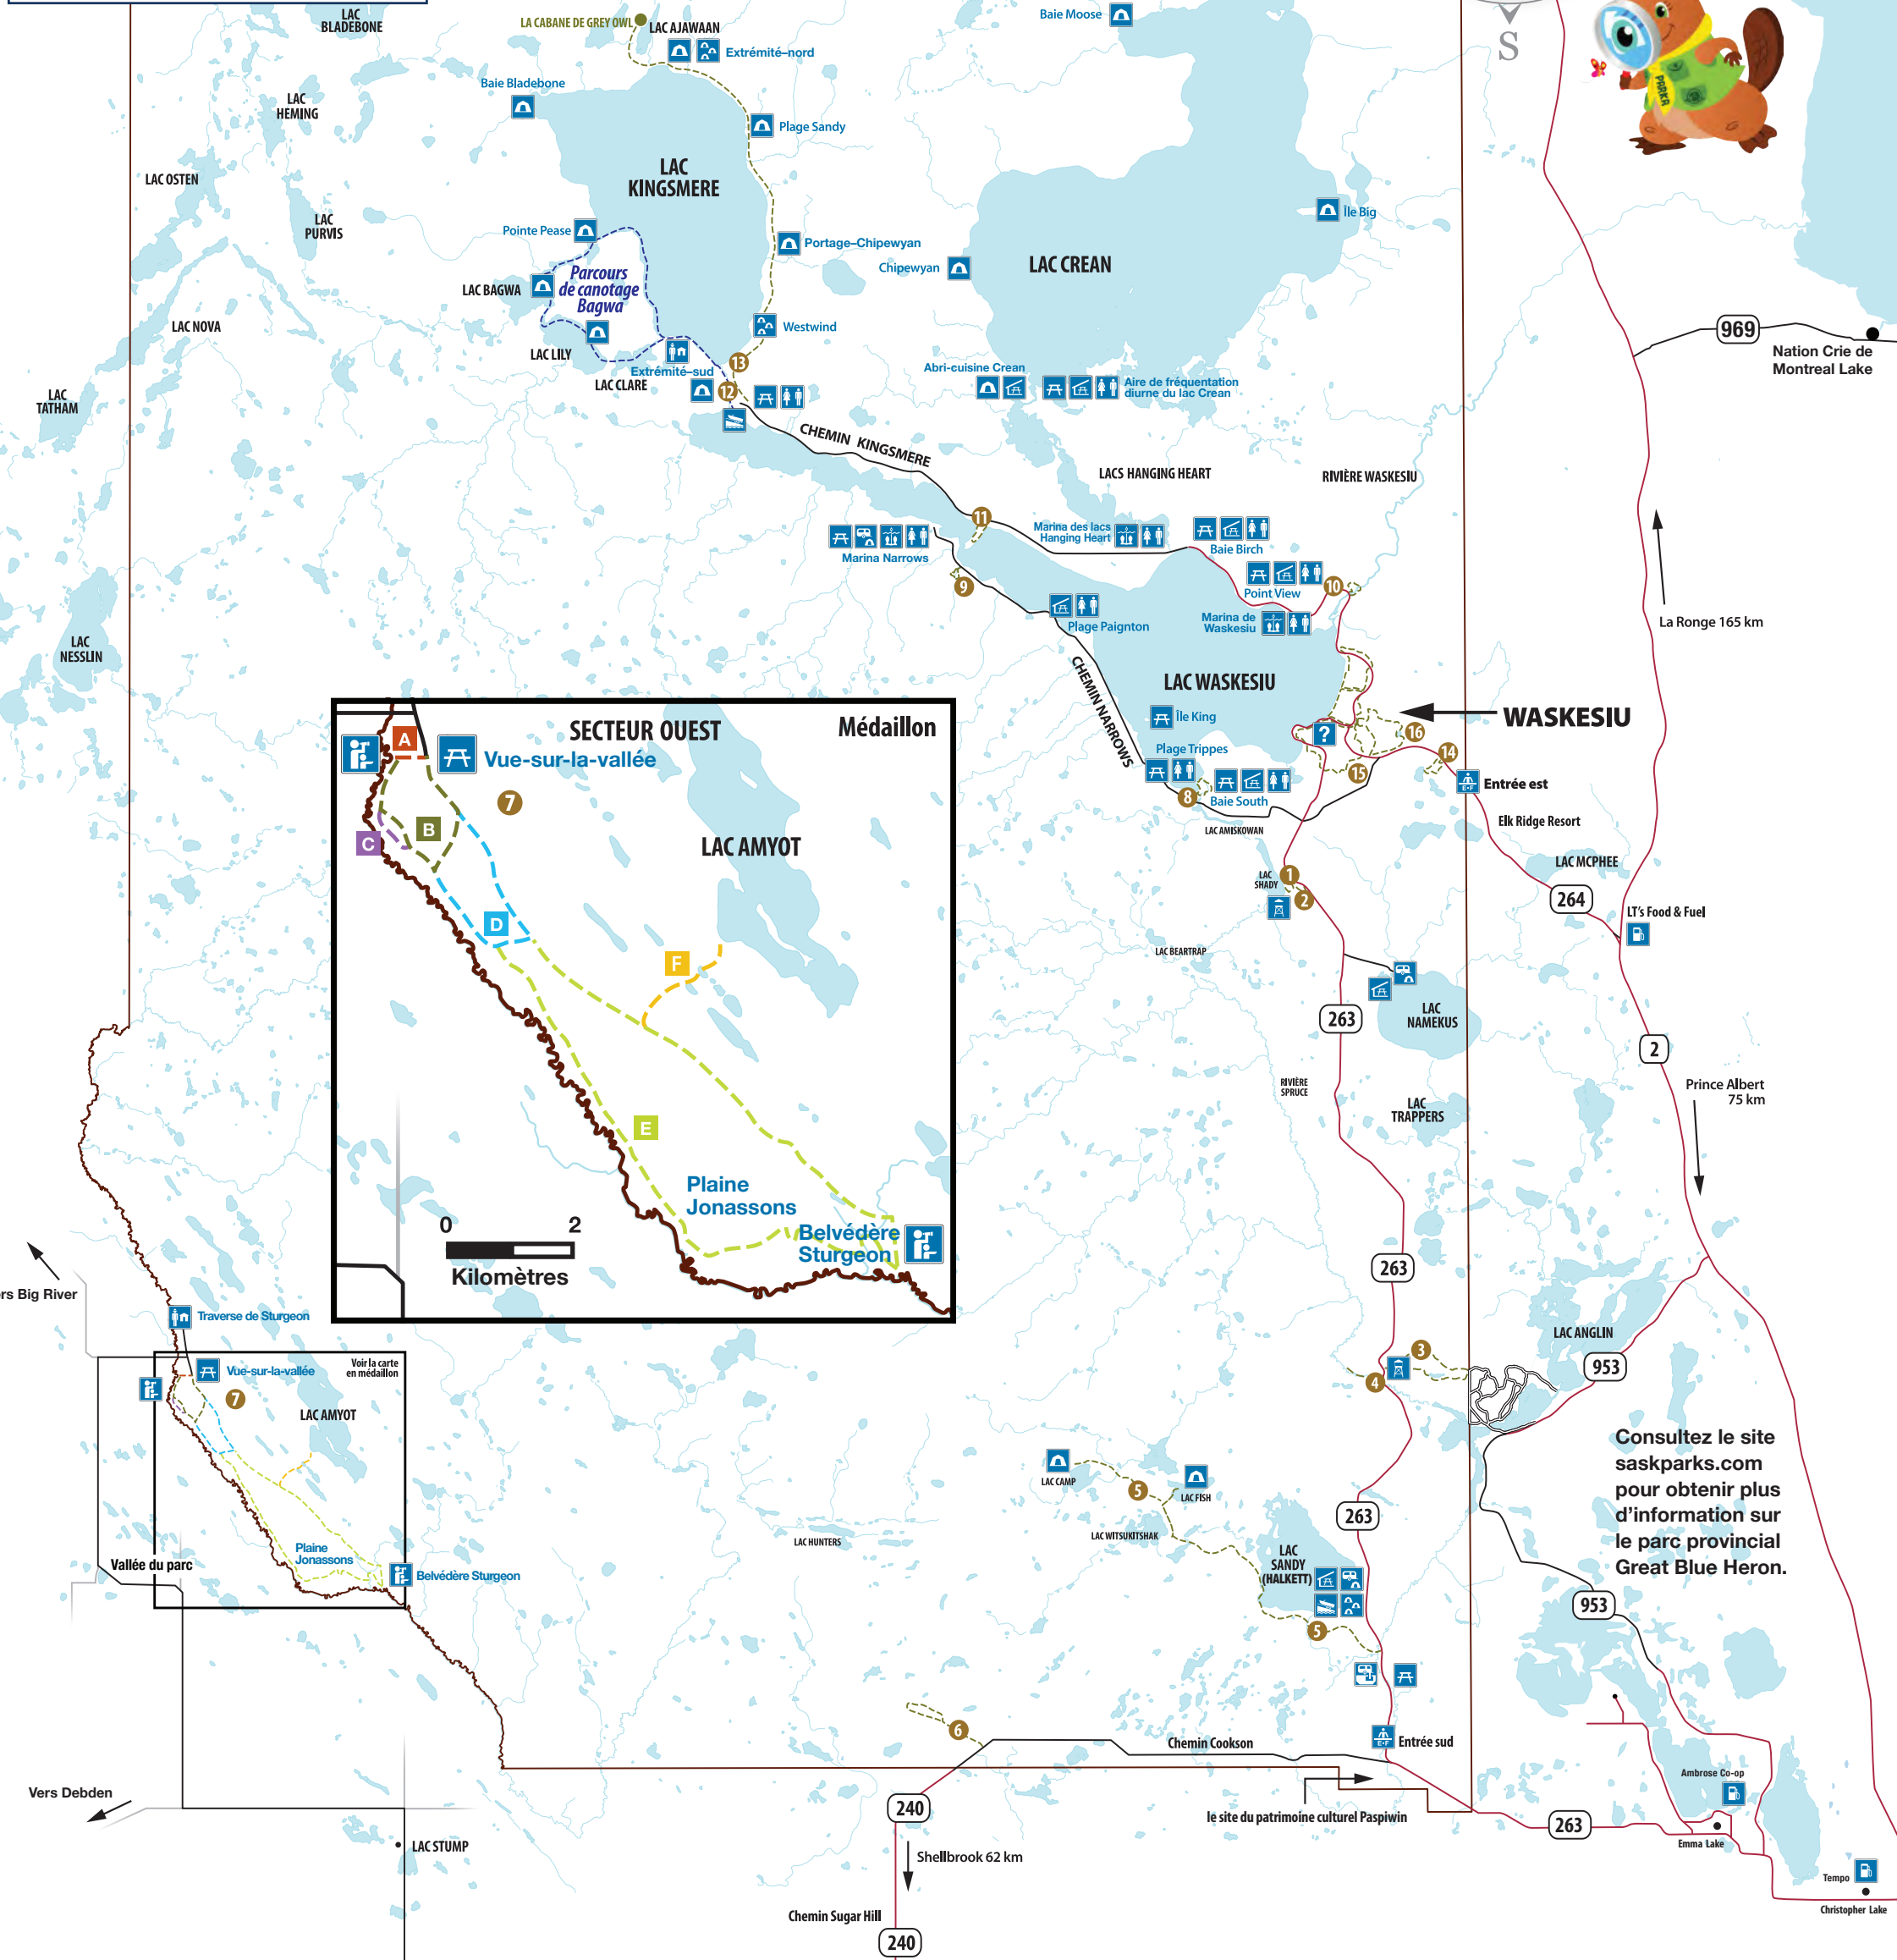 LAC
BLADEBONE
LA CABANE DE GREY OWL
LAC AJAWAAN
Extrémité–nord
Baie Moose
S
PARKA
Baie Bladebone
LAC
HEMING
Plage Sandy
LAC
KINGSMERE
LAC OSTEN
LAC
PURVIS
Pointe Pease
Portage–Chipewyan
Île Big
Chipewyan
LAC CREAN
Parcours
de canotage
Bagwa
LAC BAGWA
LAC NOVA
Westwind
969
Nation Crie de
Montreal Lake
LAC LILY
13
Extrémité–sud
LAC CLARE
12
Abri-cuisine Crean
Aire de fréquentation
diurne du lac Crean
LAC
TATHAM
CHEMIN KINGSMERE
LACS HANGING HEART
RIVIÈRE WASKESIU
11
Marina des lacs
Hanging Heart
Baie Birch
Marina Narrows
9
Point View
10
Plage Paignton
Marina de
Waskesiu
La Ronge 165 km
LAC
NESSLIN
CHEMIN NARROWS
LAC WASKESIU
Île King
?
WASKESIU
16
14
Plage Trippes
15
8
Baie South
E•F
Entrée est
LAC AMISKOWAN
Elk Ridge Resort
SECTEUR OUEST
Médaillon
A
Vue-sur-la-vallée
7
B
C
LAC AMYOT
D
F
E
Plaine
Jonassons
Belvédère
Sturgeon
0
2
Kilomètres
LAC MCPHEE
264
LAC
SHADY
1
2
LT's Food & Fuel
LAC BEARTRAP
263
LAC
NAMEKUS
2
RIVIÈRE
SPRUCE
LAC
TRAPPERS
Prince Albert
75 km
263
rs Big River
Traverse de Sturgeon
Voir la carte
en médaillon
Vue-sur-la-vallée
7
LAC AMYOT
Plaine
Jonassons
Vallée du parc
Belvédère Sturgeon
3
4
LAC ANGLIN
953
Consultez le site
saskparks.com
pour obtenir plus
d'information sur
le parc provincial
Great Blue Heron.
LAC CAMP
5
LAC FISH
LAC WITSUKITSHAK
LAC HUNTERS
263
LAC
SANDY
(HALKETT)
5
953
6
Chemin Cookson
E•F
Entrée sud
Vers Debden
LAC STUMP
240
le site du patrimoine culturel Paspiwin
263
Ambrose Co-op
Emma Lake
Shellbrook 62 km
Tempo
Christopher Lake
Chemin Sugar Hill
240